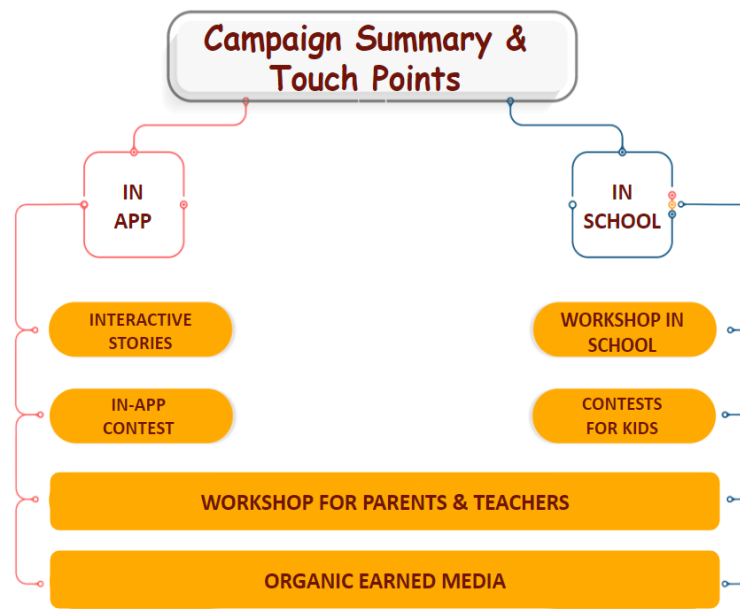 Campaign Summary &
Touch Points
IN
APP
IN
SCHOOL
INTERACTIVE
STORIES
WORKSHOP IN
SCHOOL
IN-APP
CONTEST
CONTESTS
FOR KIDS
WORKSHOP FOR PARENTS & TEACHERS
ORGANIC EARNED MEDIA